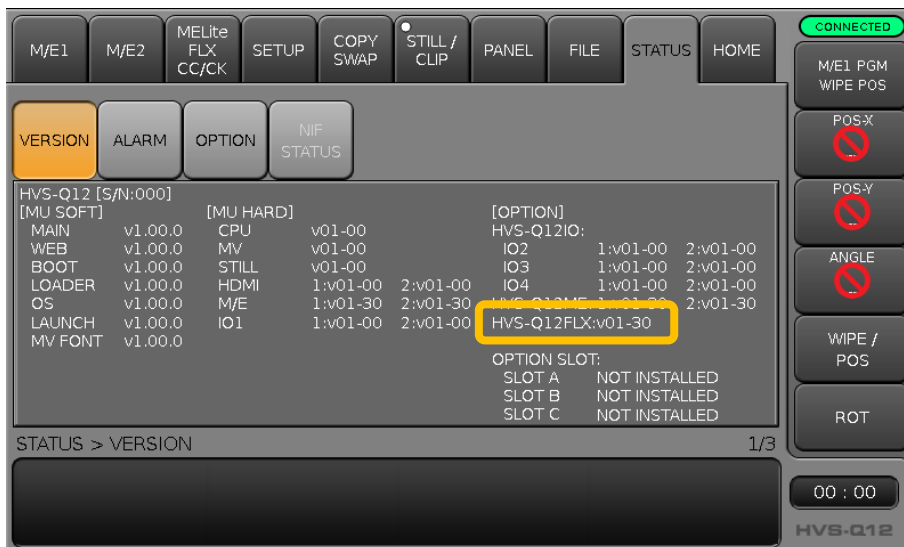 M/E1
M/E2
MELite
FLX
CC/CK
SETUP
COPY
SWAP
STILL /
CLIP
PANEL
FILE
STATUS
HOME
CONNECTED
M/E1 PGM
WIPE POS
VERSION
ALARM
OPTION
NIF
STATUS
POS-X
--
POS-Y
--
ANGLE
--
WIPE /
POS
ROT
HVS-Q12 [S/N:000]
[MU SOFT] [MU HARD] [OPTION]
MAIN v1.00.0 CPU v01-00 HVS-Q12IO:
WEB v1.00.0 MV v01-00 IO2 1:v01-00 2:v01-00
BOOT v1.00.0 STILL v01-00 IO3 1:v01-00 2:v01-00
LOADER v1.00.0 HDMI 1:v01-00 2:v01-00 IO4 1:v01-00 2:v01-00
OS v1.00.0 M/E 1:v01-30 2:v01-30 HVS-Q12ME:1:v01-30 2:v01-30
LAUNCH v1.00.0 IO1 1:v01-00 2:v01-00 HVS-Q12FLX:v01-30
MV FONT v1.00.0
OPTION SLOT:
SLOT A NOT INSTALLED
SLOT B NOT INSTALLED
SLOT C NOT INSTALLED
STATUS > VERSION 1/3
00 : 00
HVS-Q12